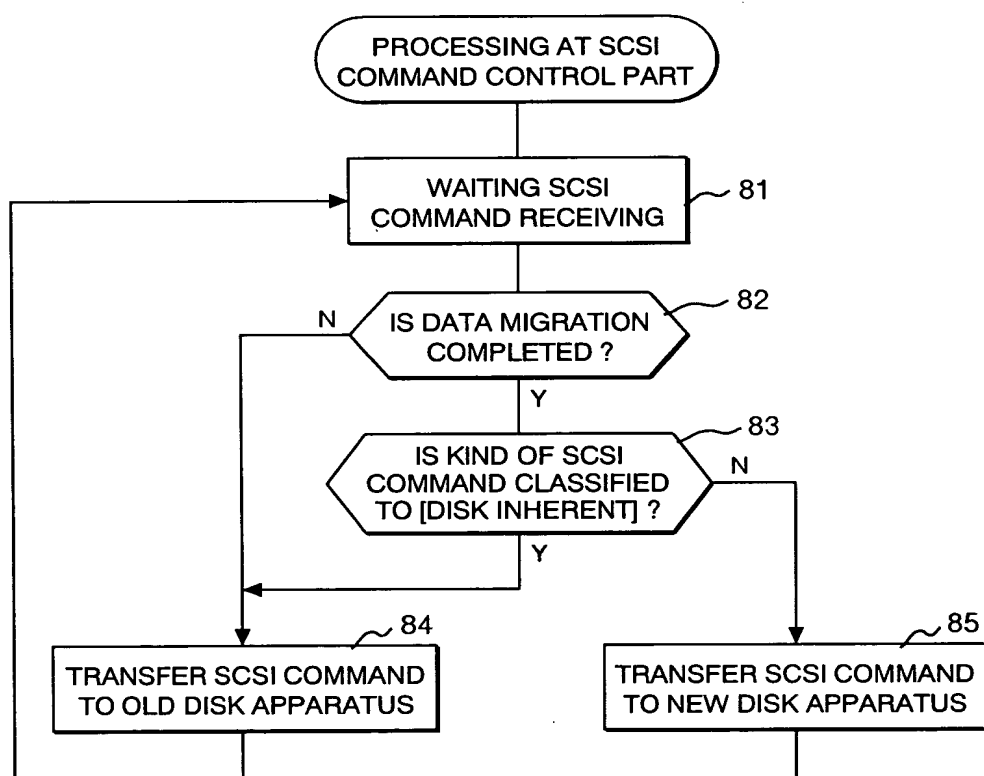 PROCESSING AT SCSI
COMMAND CONTROL PART
WAITING SCSI
COMMAND RECEIVING
81
IS DATA MIGRATION
COMPLETED ?
82
N
Y
IS KIND OF SCSI
COMMAND CLASSIFIED
TO [DISK INHERENT] ?
83
N
Y
TRANSFER SCSI COMMAND
TO OLD DISK APPARATUS
84
TRANSFER SCSI COMMAND
TO NEW DISK APPARATUS
85